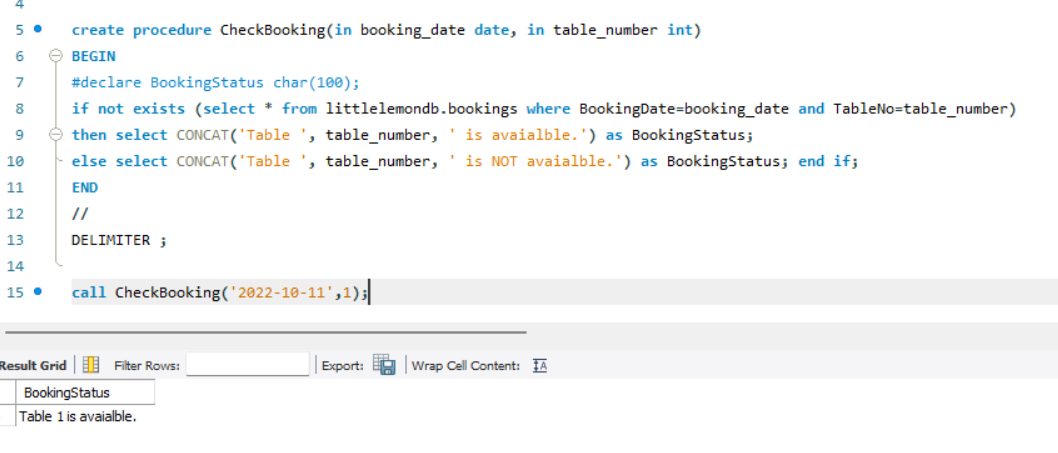 4
5 create procedure CheckBooking(in booking_date date, in table_number int)
6 BEGIN
7 #declare BookingStatus char(100);
8 if not exists (select * from littlelemondb.bookings where BookingDate=booking_date and TableNo=table_number)
9 then select CONCAT('Table ', table_number, ' is avaialble.') as BookingStatus;
10 else select CONCAT('Table ', table_number, ' is NOT avaialble.') as BookingStatus; end if;
11 END
12 //
13 DELIMITER ;
14
15 call CheckBooking('2022-10-11',1);
Result Grid Filter Rows: Export: Wrap Cell Content:
BookingStatus
Table 1 is avaialble.